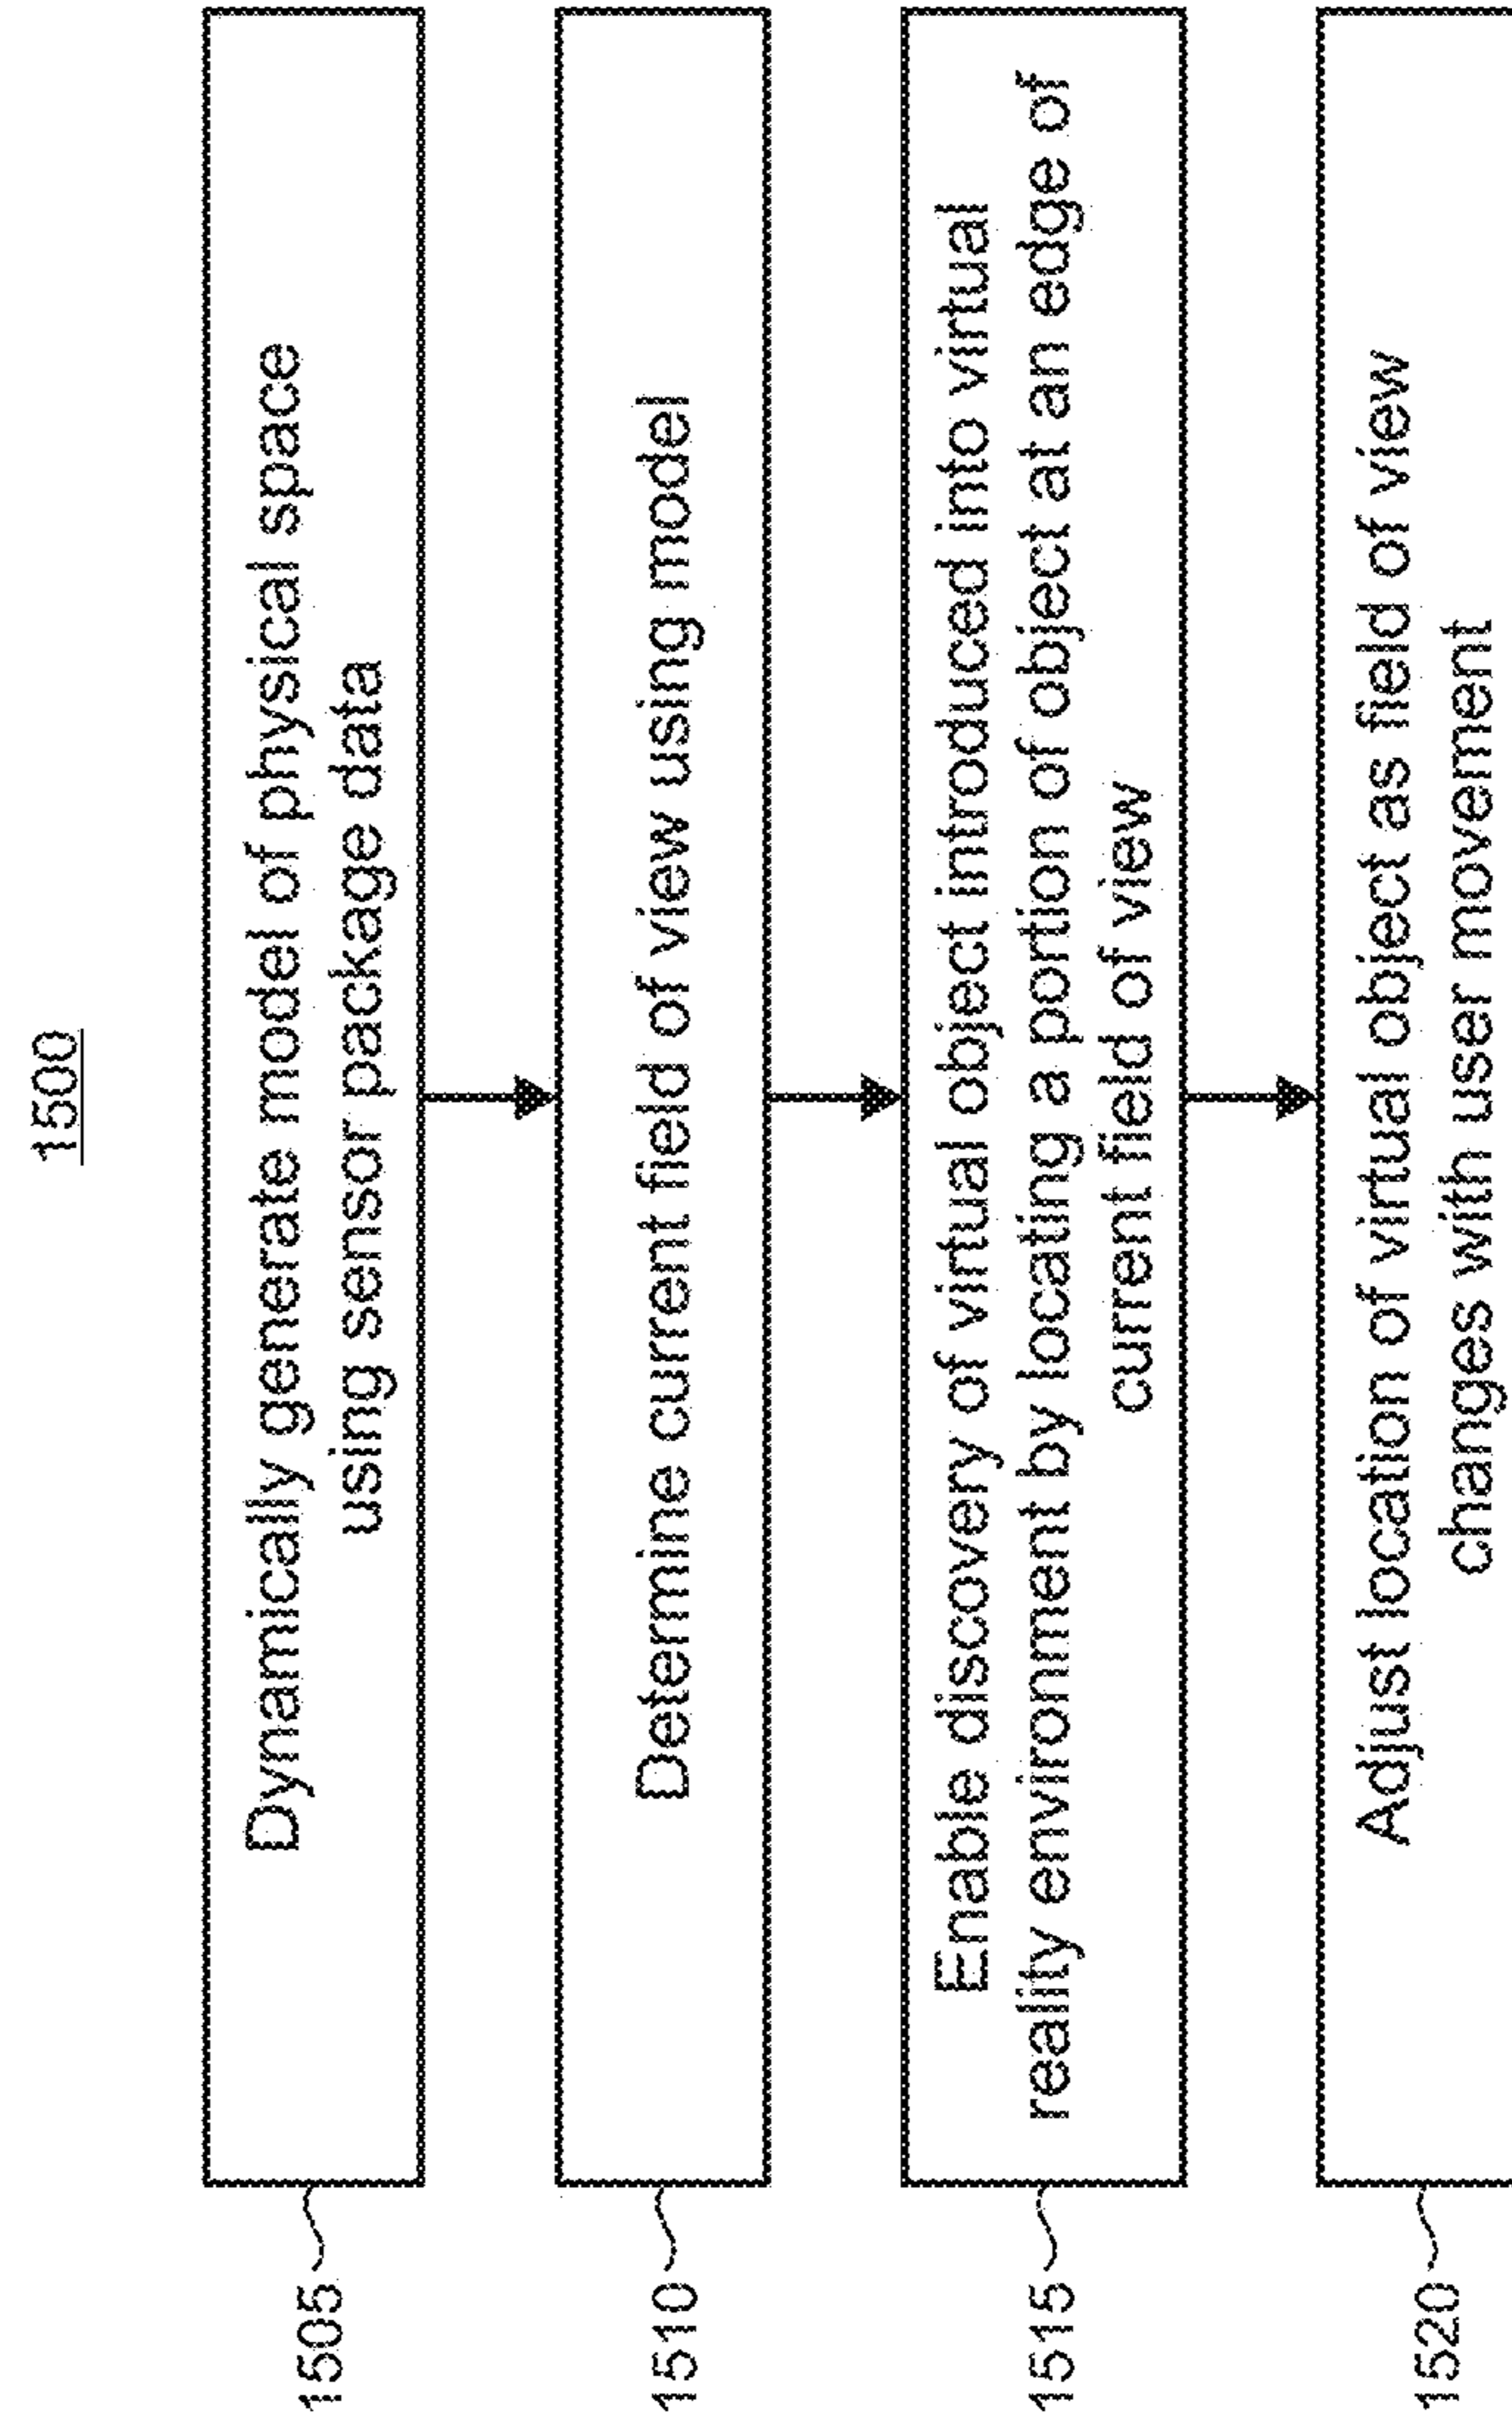 1500
1505
Dynamically generate model of physical space
using sensor package data
1510
Determine current field of view using model
1515
Enable discovery of virtual object introduced into virtual
reality environment by locating a portion of object at an edge of
current field of view
1520
Adjust location of virtual object as field of view
changes with user movement